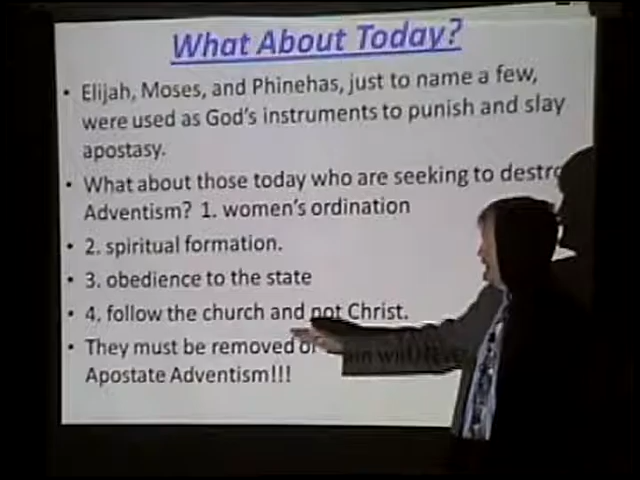 What About Today?
• Elijah, Moses, and Phinehas, just to name a few,
were used as God's instruments to punish and slay
apostasy.
• What about those today who are seeking to destro
Adventism? 1. women's ordination
• 2. spiritual formation.
• 3. obedience to the state
• 4. follow the church and not Christ.
• They must be removed
Apostate Adventism!!!